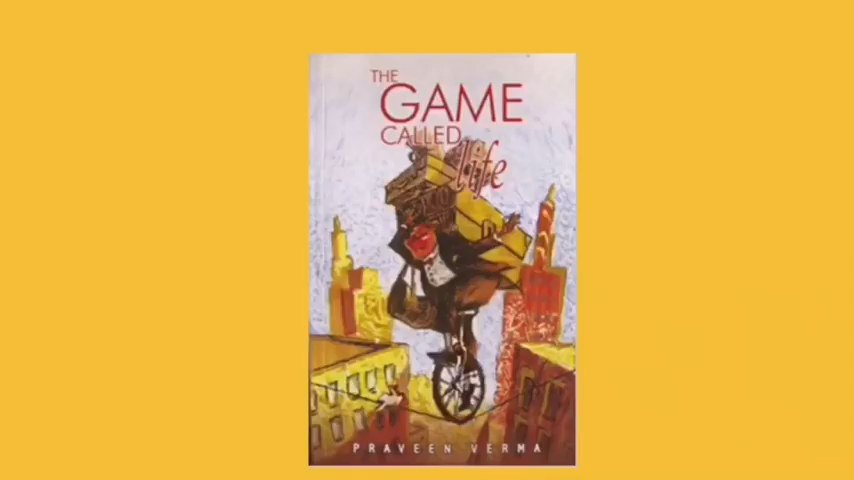 THE
GAME
CALLED
life
PRAVEEN VERMA